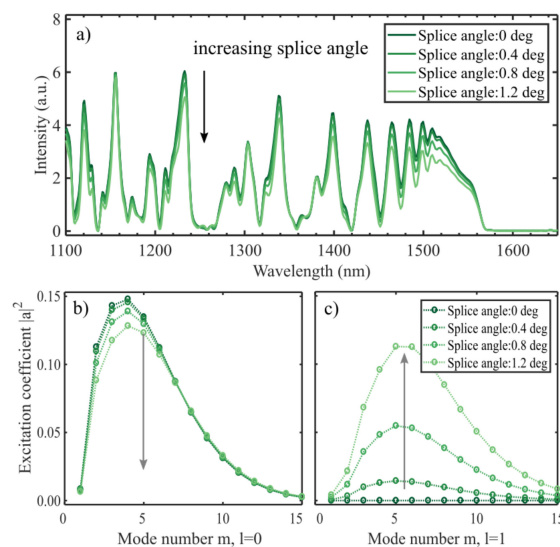 a)
increasing splice angle
Splice angle:0 deg
Splice angle:0.4 deg
Splice angle:0.8 deg
Splice angle:1.2 deg
Intensity (a.u.)
8
6
4
2
0
1100 1200 1300 1400 1500 1600
Wavelength (nm)
b)
Excitation coefficient |a|²
0.15
0.10
0.05
0.00
0 5 10 15
Mode number m, l=0
c)
Splice angle:0 deg
Splice angle:0.4 deg
Splice angle:0.8 deg
Splice angle:1.2 deg
0 5 10 15
Mode number m, l=1